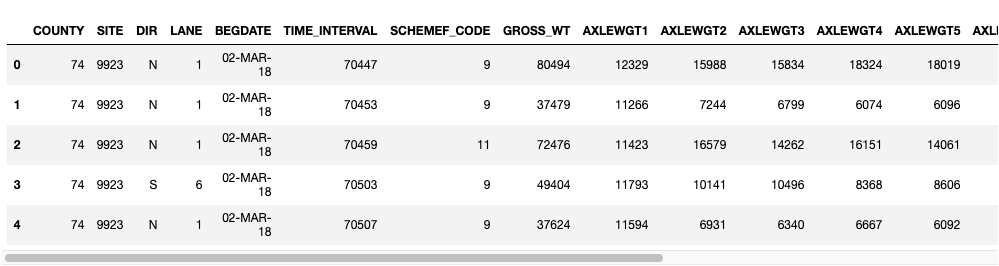 COUNTY SITE DIR LANE BEGDATE TIME_INTERVAL SCHEMEF_CODE GROSS_WT AXLEWGT1 AXLEWGT2 AXLEWGT3 AXLEWGT4 AXLEWGT5
0 74 9923 N 1 02-MAR-18 70447 9 80494 12329 15988 15834 18324 18019
1 74 9923 N 1 02-MAR-18 70453 9 37479 11266 7244 6799 6074 6096
2 74 9923 N 1 02-MAR-18 70459 11 72476 11423 16579 14262 16151 14061
3 74 9923 S 6 02-MAR-18 70503 9 49404 11793 10141 10496 8368 8606
4 74 9923 N 1 02-MAR-18 70507 9 37624 11594 6931 6340 6667 6092